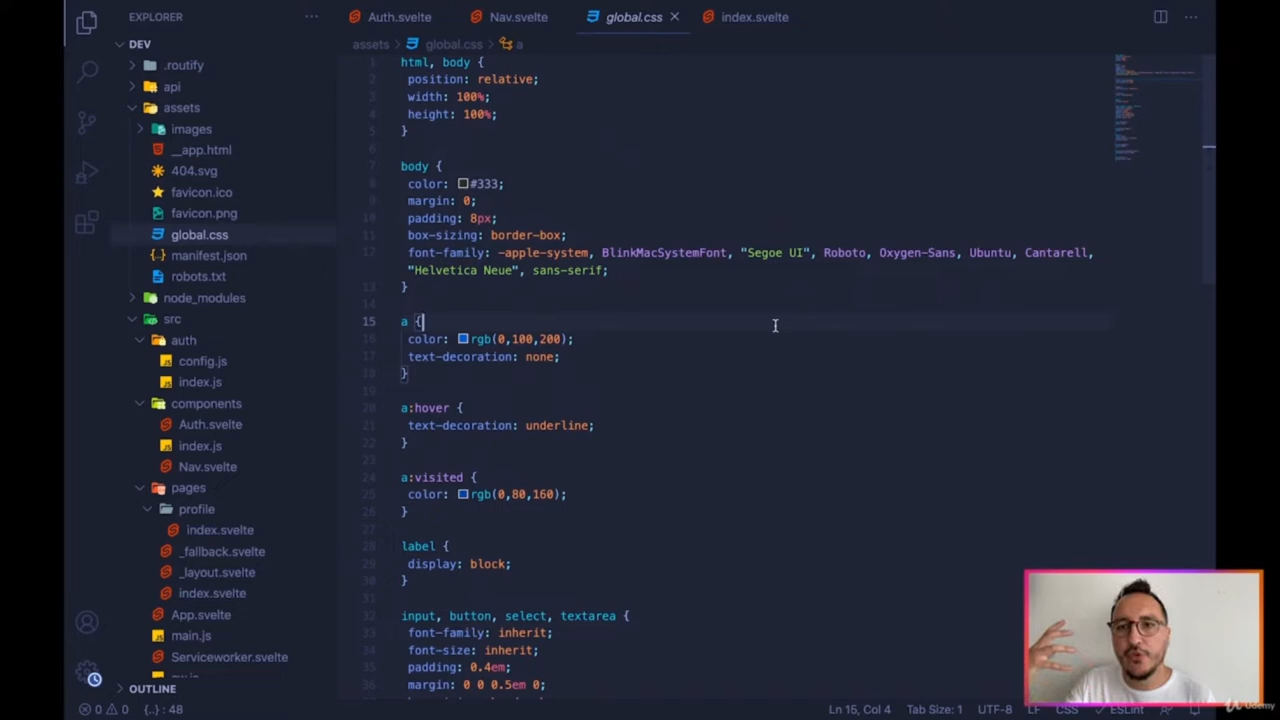 EXPLORER
DEV
.routify
api
assets
images
__app.html
404.svg
favicon.ico
favicon.png
global.css
manifest.json
robots.txt
node_modules
src
auth
config.js
index.js
components
Auth.svelte
index.js
Nav.svelte
pages
profile
index.svelte
_fallback.svelte
_layout.svelte
index.svelte
App.svelte
main.js
Serviceworker.svelte
OUTLINE
Auth.svelte
Nav.svelte
global.css
index.svelte
assets > global.css > a
1 html, body {
2 position: relative;
3 width: 100%;
4 height: 100%;
5 }
6
7 body {
8 color: #333;
9 margin: 0;
10 padding: 8px;
11 box-sizing: border-box;
12 font-family: -apple-system, BlinkMacSystemFont, "Segoe UI", Roboto, Oxygen-Sans, Ubuntu, Cantarell,
"Helvetica Neue", sans-serif;
13 }
14
15 a {
16 color: rgb(0,100,200);
17 text-decoration: none;
18 }
19
20 a:hover {
21 text-decoration: underline;
22 }
23
24 a:visited {
25 color: rgb(0,80,160);
26 }
27
28 label {
29 display: block;
30 }
31
32 input, button, select, textarea {
33 font-family: inherit;
34 font-size: inherit;
35 padding: 0.4em;
36 margin: 0 0 0.5em 0;
0 0 {..} : 48
Ln 15, Col 4
Tab Size: 1
UTF-8
LF
CSS
ESLint
Udemy